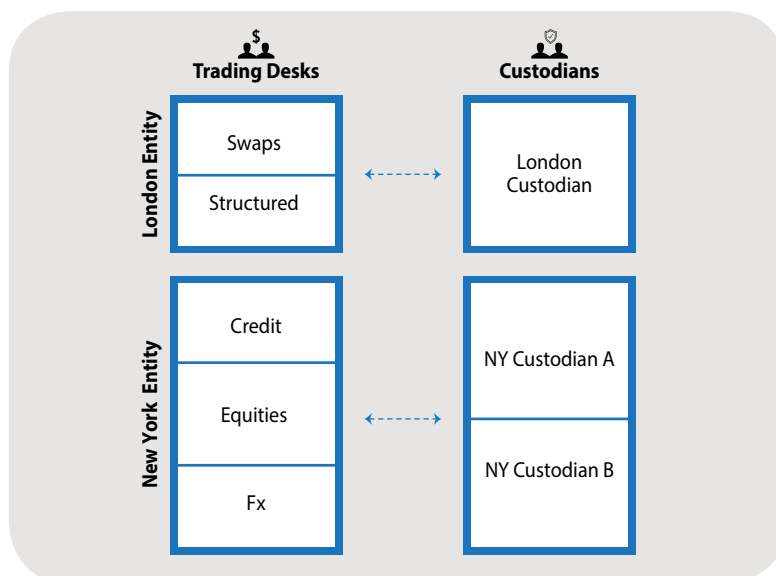 $
Trading Desks
Custodians
London Entity
Swaps
Structured
London
Custodian
New York Entity
Credit
Equities
Fx
NY Custodian A
NY Custodian B